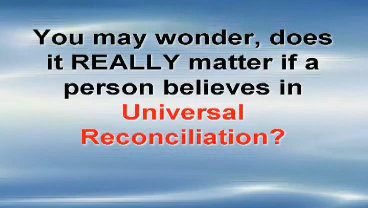 You may wonder, does
it REALLY matter if a
person believes in
Universal
Reconciliation?